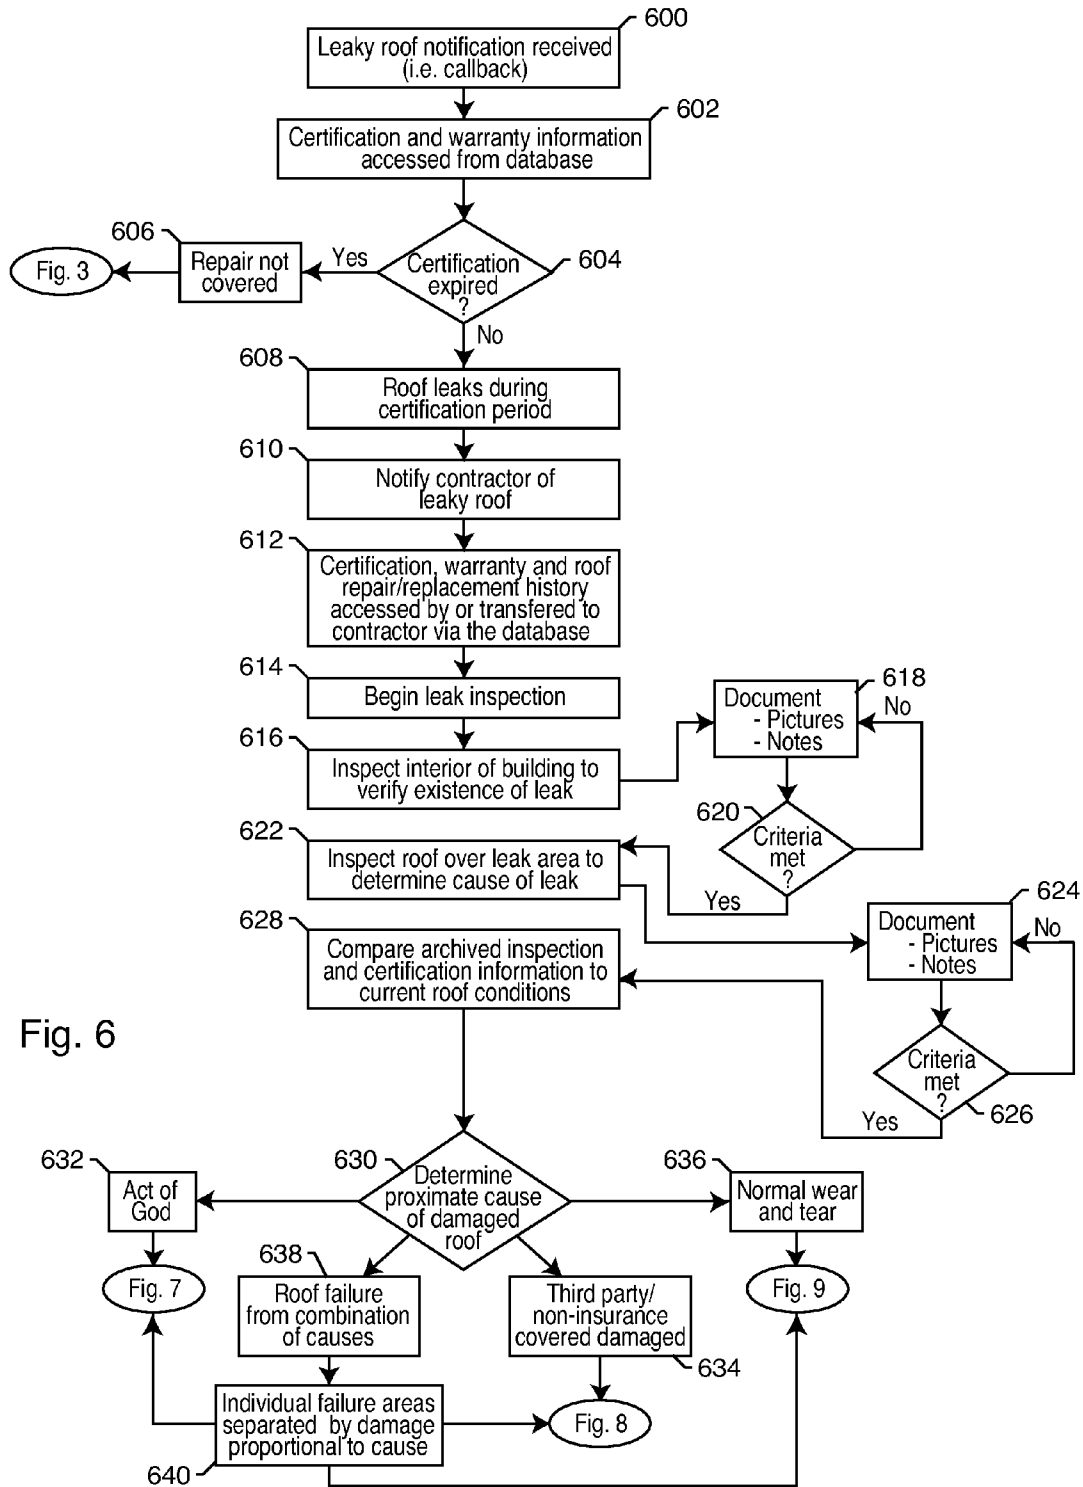 600
Leaky roof notification received
(i.e. callback)
602
Certification and warranty information
accessed from database
606
Fig. 3
Repair not
covered
Yes
Certification
expired
?
604
No
608
Roof leaks during
certification period
610
Notify contractor of
leaky roof
612
Certification, warranty and roof
repair/replacement history
accessed by or transfered to
contractor via the database
614
Begin leak inspection
616
Inspect interior of building to
verify existence of leak
618
Document
- Pictures
- Notes
No
620
Criteria
met
?
Yes
622
Inspect roof over leak area to
determine cause of leak
624
Document
- Pictures
- Notes
No
Criteria
met
?
626
Yes
628
Compare archived inspection
and certification information to
current roof conditions
Fig. 6
630
Determine
proximate cause
of damaged
roof
632
Act of
God
Fig. 7
636
Normal wear
and tear
Fig. 9
638
Roof failure
from combination
of causes
Third party/
non-insurance
covered damaged
634
Fig. 8
Individual failure areas
separated by damage
proportional to cause
640